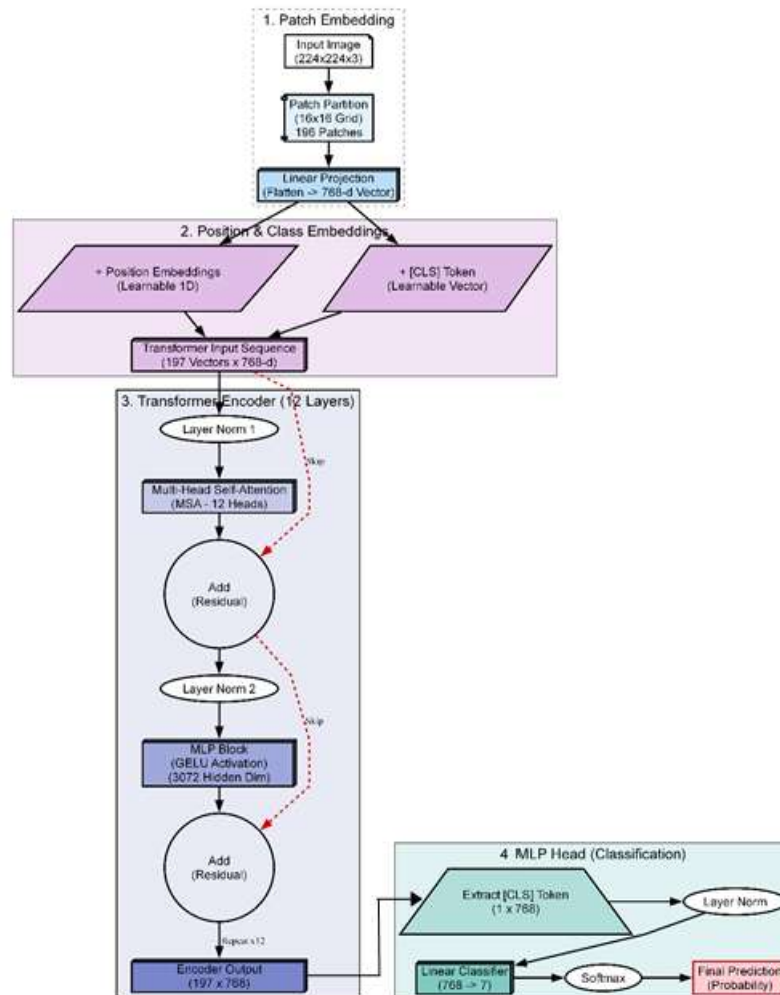 1. Patch Embedding
Input Image
(224x224x3)
Patch Partition
(16x16 Grid)
196 Patches
Linear Projection
(Flatten -> 768-d Vector)
2. Position & Class Embeddings
+ Position Embeddings
(Learnable 1D)
+ [CLS] Token
(Learnable Vector)
Transformer Input Sequence
(197 Vectors x 768-d)
3. Transformer Encoder (12 Layers)
Layer Norm 1
Skip
Multi-Head Self-Attention
(MSA - 12 Heads)
Add
(Residual)
Layer Norm 2
Skip
MLP Block
(GELU Activation)
(3072 Hidden Dim)
Add
(Residual)
Repeat x12
Encoder Output
(197 x 768)
4 MLP Head (Classification)
Extract [CLS] Token
(1 x 768)
Layer Norm
Linear Classifier
(768 -> 7)
Softmax
Final Prediction
(Probability)